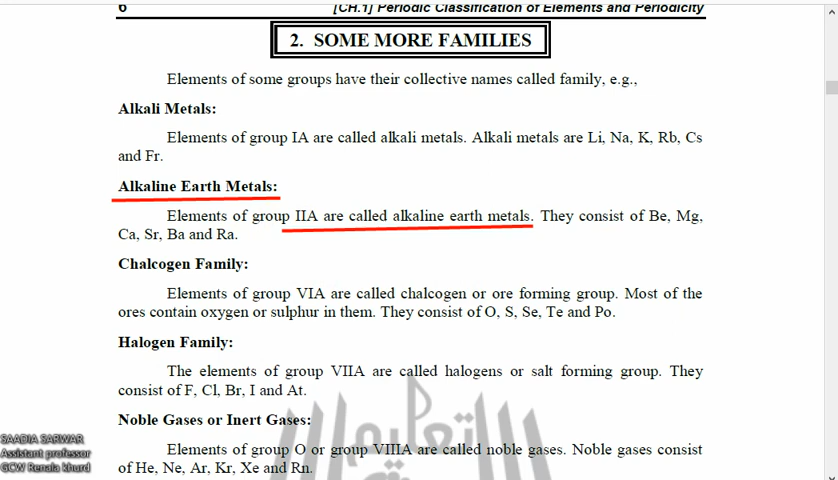 6 [CH.1] Periodic Classification of Elements and Periodicity
2. SOME MORE FAMILIES
Elements of some groups have their collective names called family, e.g.,
Alkali Metals:
Elements of group IA are called alkali metals. Alkali metals are Li, Na, K, Rb, Cs
and Fr.
Alkaline Earth Metals:
Elements of group IIA are called alkaline earth metals. They consist of Be, Mg,
Ca, Sr, Ba and Ra.
Chalcogen Family:
Elements of group VIA are called chalcogen or ore forming group. Most of the
ores contain oxygen or sulphur in them. They consist of O, S, Se, Te and Po.
Halogen Family:
The elements of group VIIA are called halogens or salt forming group. They
consist of F, Cl, Br, I and At.
Noble Gases or Inert Gases:
Elements of group O or group VIIIA are called noble gases. Noble gases consist
of He, Ne, Ar, Kr, Xe and Rn.
SAADIA SARWAR
Assistant professor
GCW Renala khurd